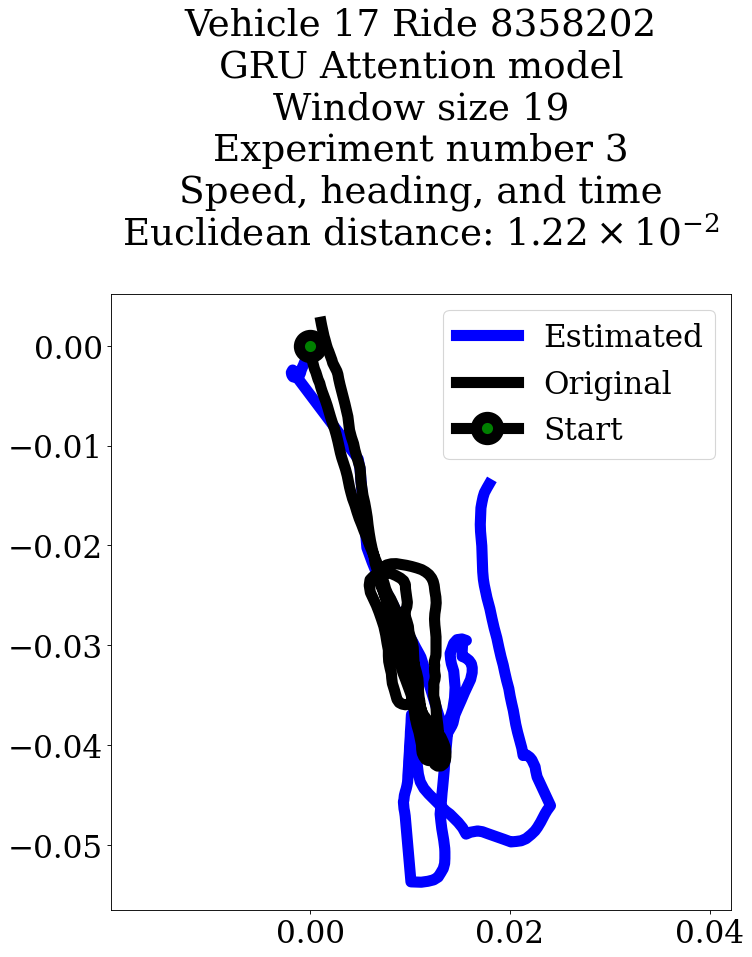 Vehicle 17 Ride 8358202
GRU Attention model
Window size 19
Experiment number 3
Speed, heading, and time
Euclidean distance: 1.22 × 10⁻²
Estimated
Original
Start
0.00
−0.01
−0.02
−0.03
−0.04
−0.05
0.00 0.02 0.04